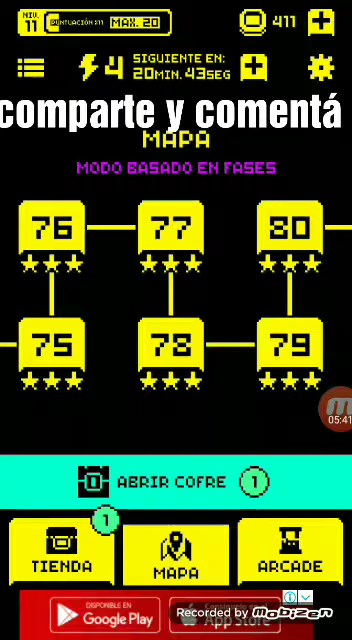 NIV.
11
PUNTUACIÓN X11
MAX. 20
411
4
SIGUIENTE EN:
20MIN. 43SEG
comparte y comentá
MAPA
MODO BASADO EN FASES
76
77
80
75
78
79
05:41
ABRIR COFRE
1
1
TIENDA
MAPA
ARCADE
DISPONIBLE EN
Google Play
App Store
Recorded by Mobizen